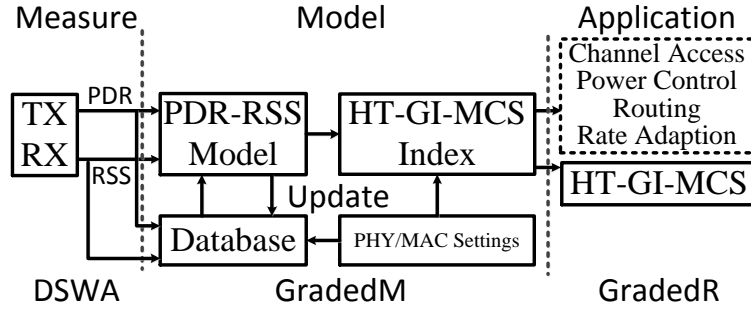 Measure
Model
Application
TX
RX
PDR
RSS
PDR-RSS
Model
HT-GI-MCS
Index
Channel Access
Power Control
Routing
Rate Adaption
HT-GI-MCS
Update
Database
PHY/MAC Settings
DSWA
GradedM
GradedR